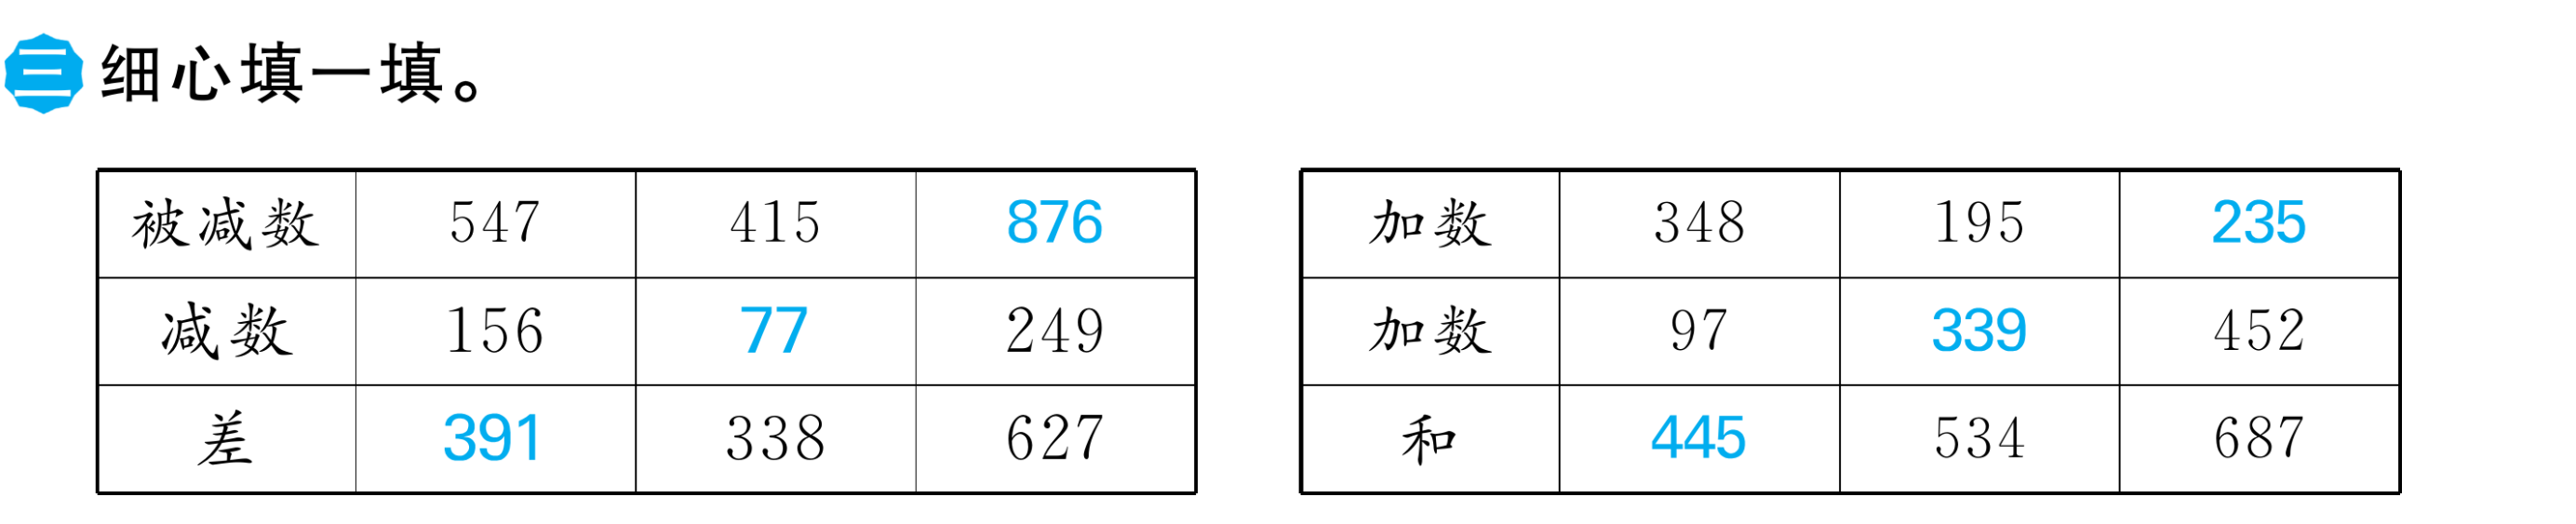 三 细心填一填。
被减数 547 415 876
减数 156 77 249
差 391 338 627
加数 348 195 235
加数 97 339 452
和 445 534 687